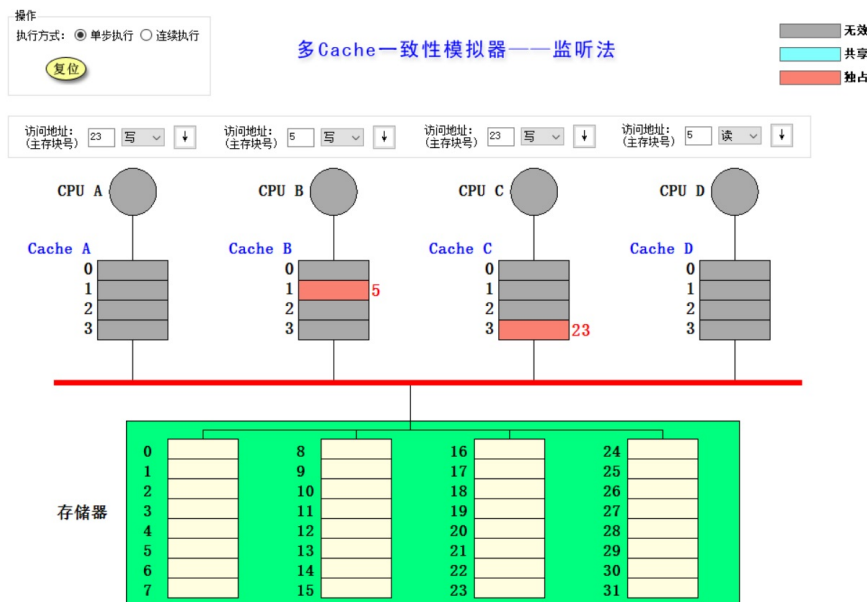 操作
执行方式： 单步执行 连续执行
复位
多Cache一致性模拟器——监听法
无效
共享
独占
访问地址：
（主存块号） 23 写 ↓
访问地址：
（主存块号） 5 写 ↓
访问地址：
（主存块号） 23 写 ↓
访问地址：
（主存块号） 5 读 ↓
CPU A CPU B CPU C CPU D
Cache A Cache B Cache C Cache D
0 0 0 0
1 1 5 1 1
2 2 2 2
3 3 3 23 3
0 8 16 24
1 9 17 25
2 10 18 26
存储器 3 11 19 27
4 12 20 28
5 13 21 29
6 14 22 30
7 15 23 31